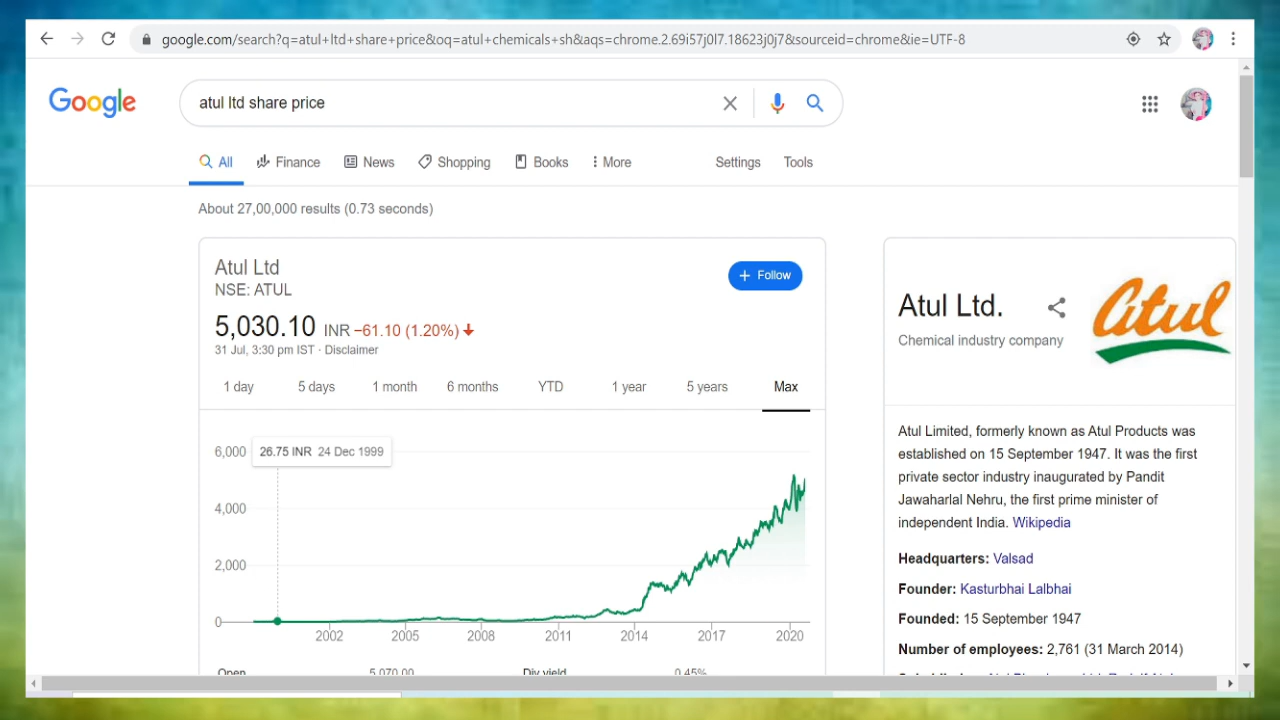 google.com/search?q=atul+ltd+share+price&oq=atul+chemicals+sh&aqs=chrome.2.69i57j0l7.18623j0j7&sourceid=chrome&ie=UTF-8
Google
atul ltd share price
All Finance News Shopping Books More Settings Tools
About 27,00,000 results (0.73 seconds)
Atul Ltd
NSE: ATUL
+ Follow
5,030.10 INR −61.10 (1.20%)
31 Jul, 3:30 pm IST · Disclaimer
1 day 5 days 1 month 6 months YTD 1 year 5 years Max
26.75 INR 24 Dec 1999
6,000
4,000
2,000
0
2002 2005 2008 2011 2014 2017 2020
Open 5,070.00 Div yield 0.45%
Atul Ltd.
Chemical industry company
atul
Atul Limited, formerly known as Atul Products was
established on 15 September 1947. It was the first
private sector industry inaugurated by Pandit
Jawaharlal Nehru, the first prime minister of
independent India. Wikipedia
Headquarters: Valsad
Founder: Kasturbhai Lalbhai
Founded: 15 September 1947
Number of employees: 2,761 (31 March 2014)